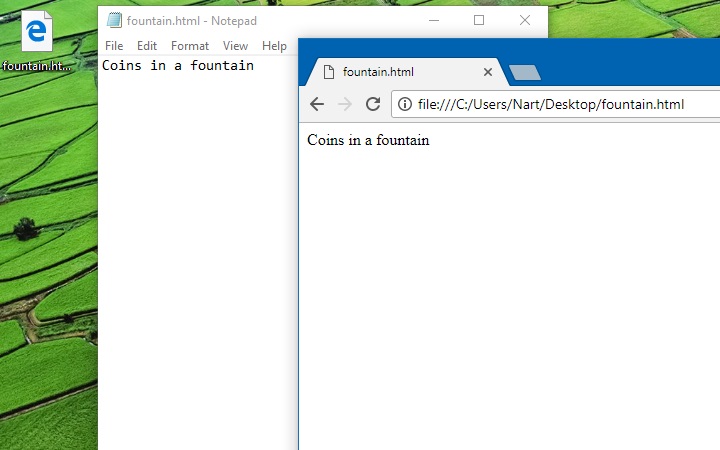 fountain.ht...
fountain.html - Notepad
File Edit Format View Help
Coins in a fountain
fountain.html
file:///C:/Users/Nart/Desktop/fountain.html
Coins in a fountain